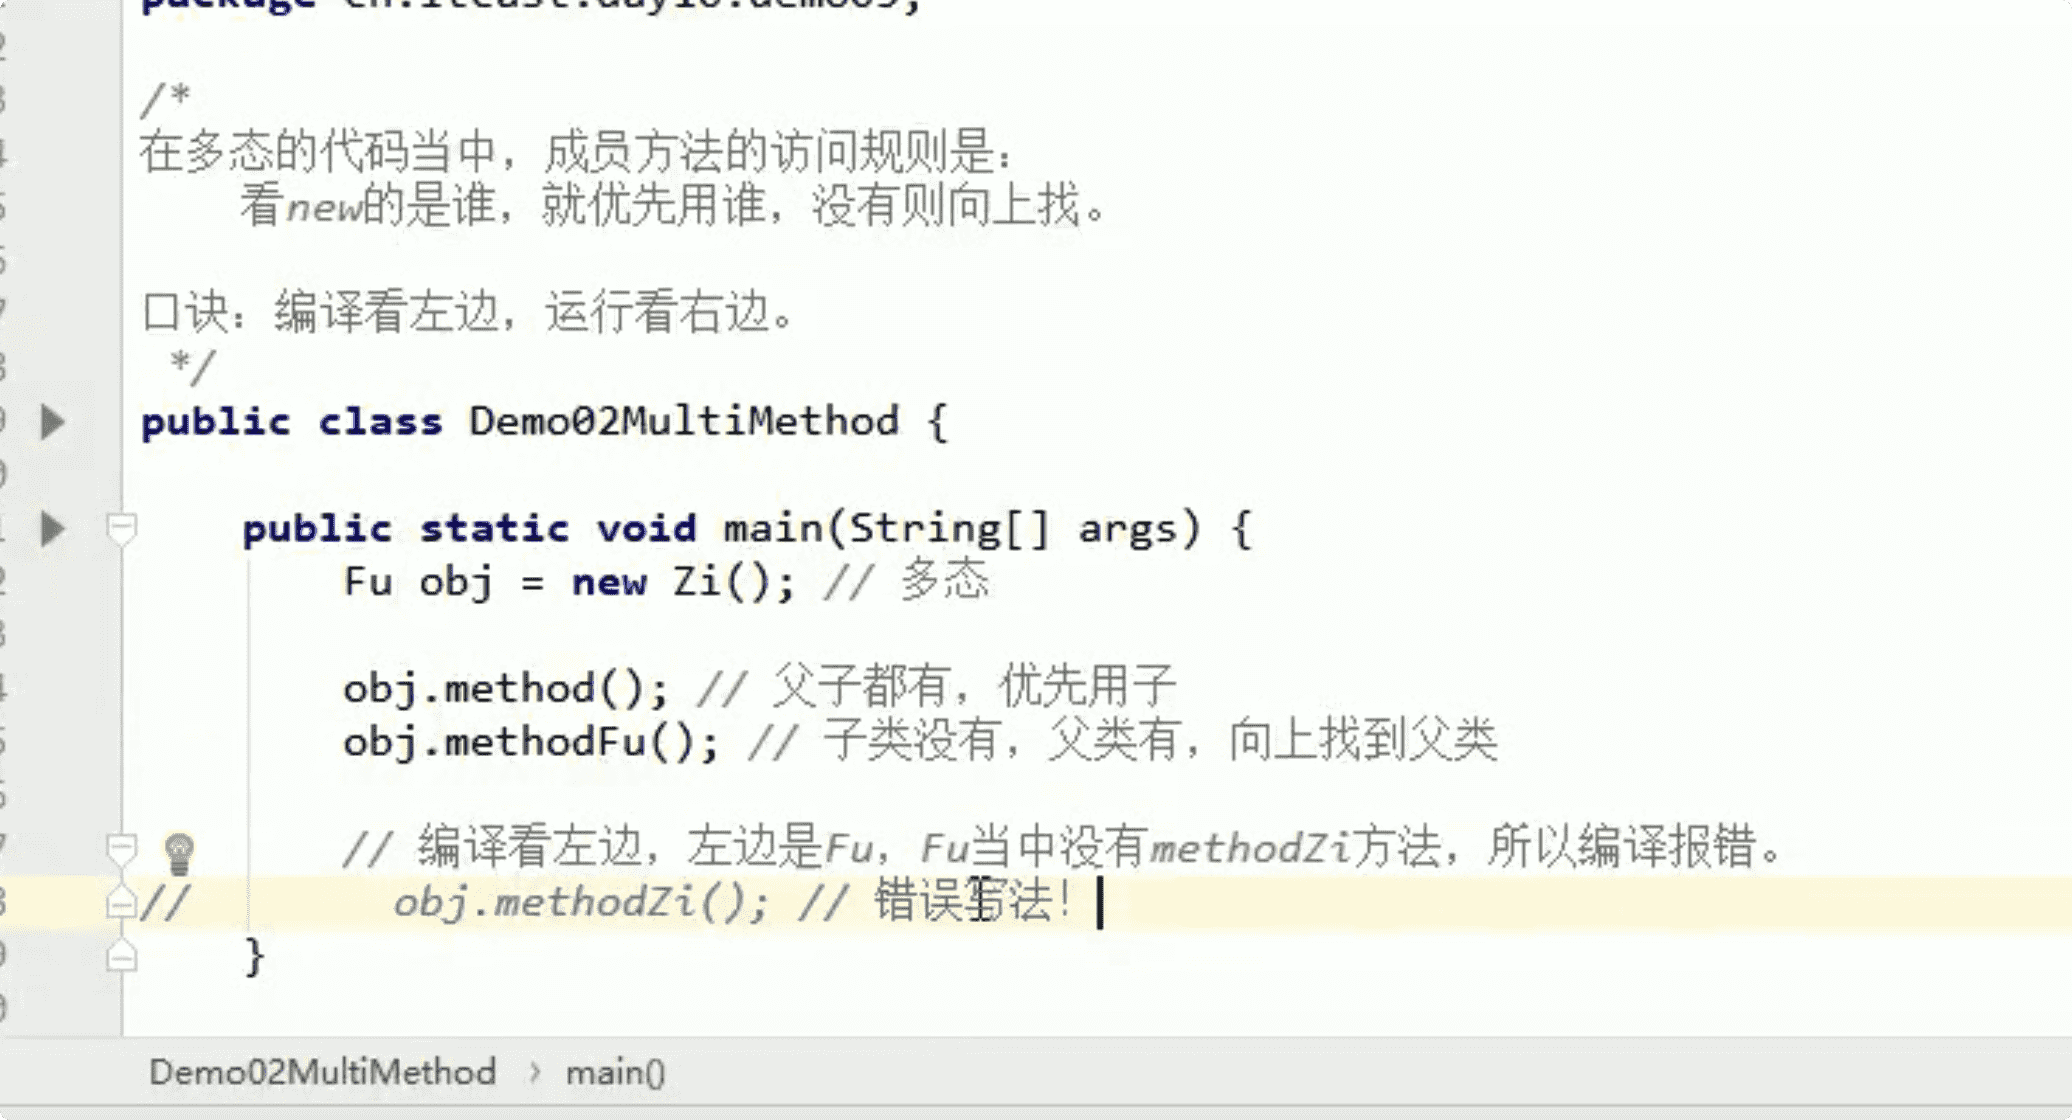 /*
在多态的代码当中，成员方法的访问规则是：
看new的是谁，就优先用谁，没有则向上找。
口诀：编译看左边，运行看右边。
*/
public class Demo02MultiMethod {
public static void main(String[] args) {
Fu obj = new Zi(); // 多态
obj.method(); // 父子都有，优先用子
obj.methodFu(); // 子类没有，父类有，向上找到父类
// 编译看左边，左边是Fu，Fu当中没有methodZi方法，所以编译报错。
// obj.methodZi(); // 错误写法！
}
Demo02MultiMethod › main()